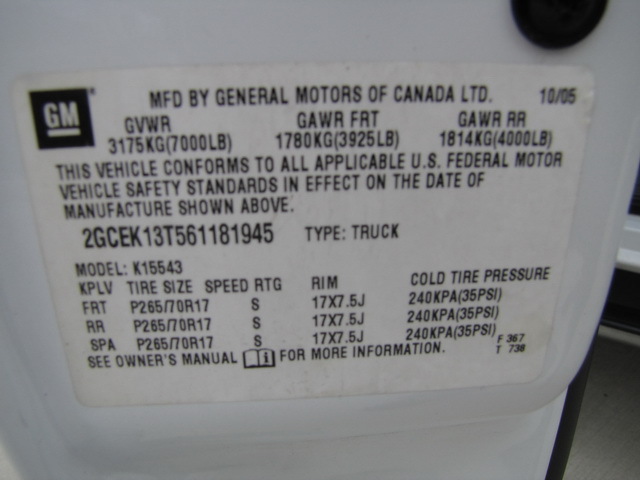 GM ® MFD BY GENERAL MOTORS OF CANADA LTD. 10/05
GVWR GAWR FRT GAWR RR
3175KG(7000LB) 1780KG(3925LB) 1814KG(4000LB)
THIS VEHICLE CONFORMS TO ALL APPLICABLE U.S. FEDERAL MOTOR
VEHICLE SAFETY STANDARDS IN EFFECT ON THE DATE OF
MANUFACTURE SHOWN ABOVE.
2GCEK13T561181945 TYPE: TRUCK
MODEL: K15543
KPLV TIRE SIZE SPEED RTG RIM COLD TIRE PRESSURE
FRT P265/70R17 S 17X7.5J 240KPA(35PSI)
RR P265/70R17 S 17X7.5J 240KPA(35PSI)
SPA P265/70R17 S 17X7.5J 240KPA(35PSI)
SEE OWNER'S MANUAL FOR MORE INFORMATION.
F 367
T 738